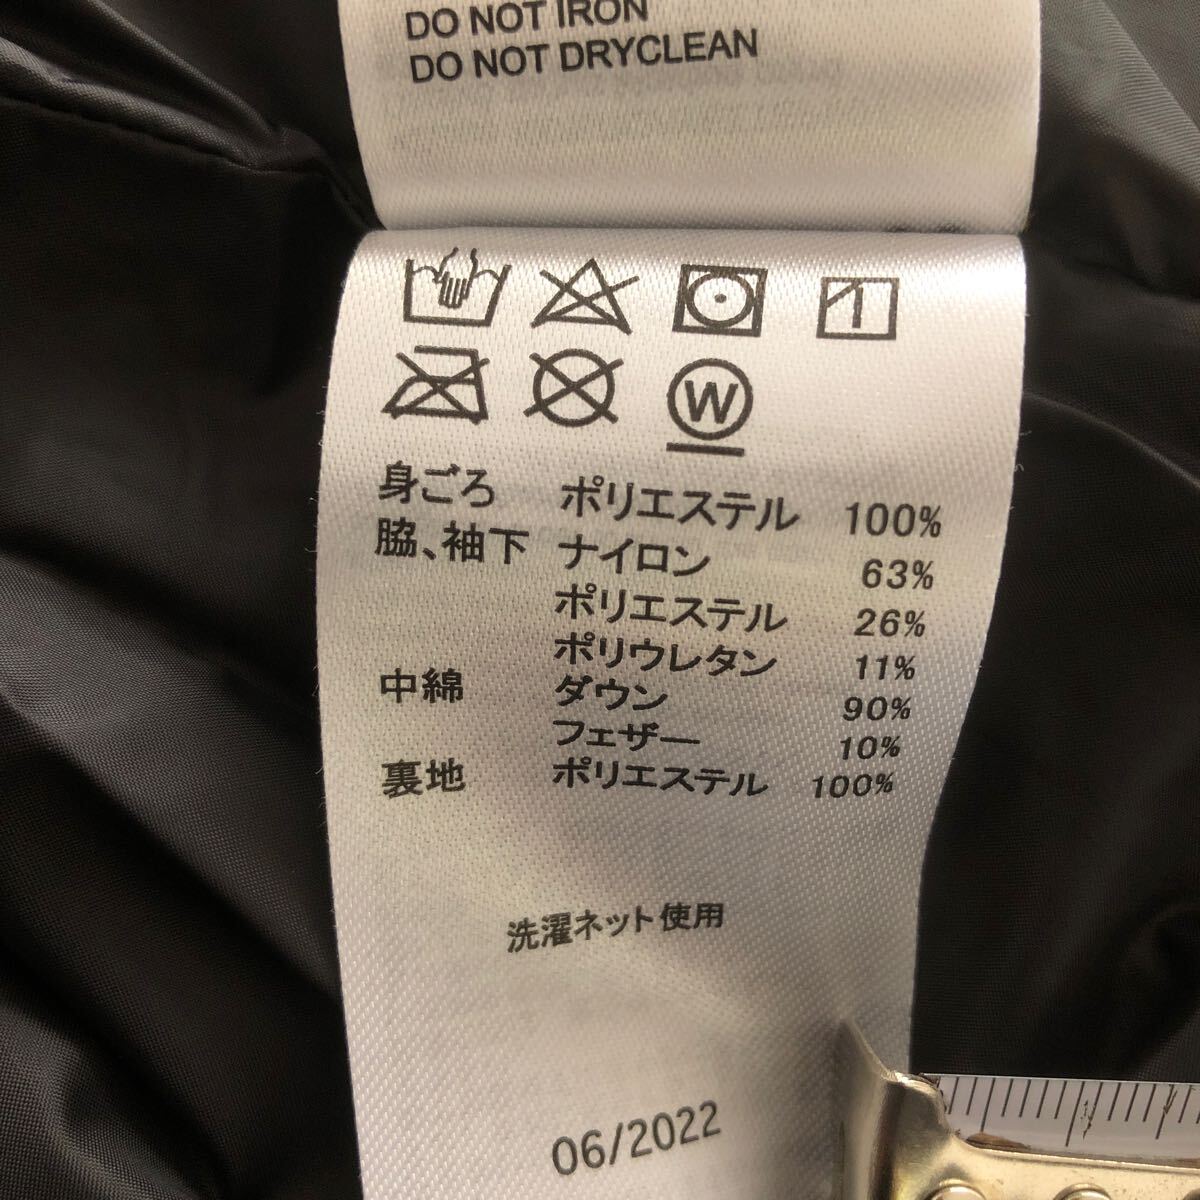 DO NOT IRON
DO NOT DRYCLEAN
W
身ごろ ポリエステル 100%
脇、袖下 ナイロン 63%
ポリエステル 26%
ポリウレタン 11%
中綿 ダウン 90%
フェザー 10%
裏地 ポリエステル 100%
洗濯ネット使用
06/2022